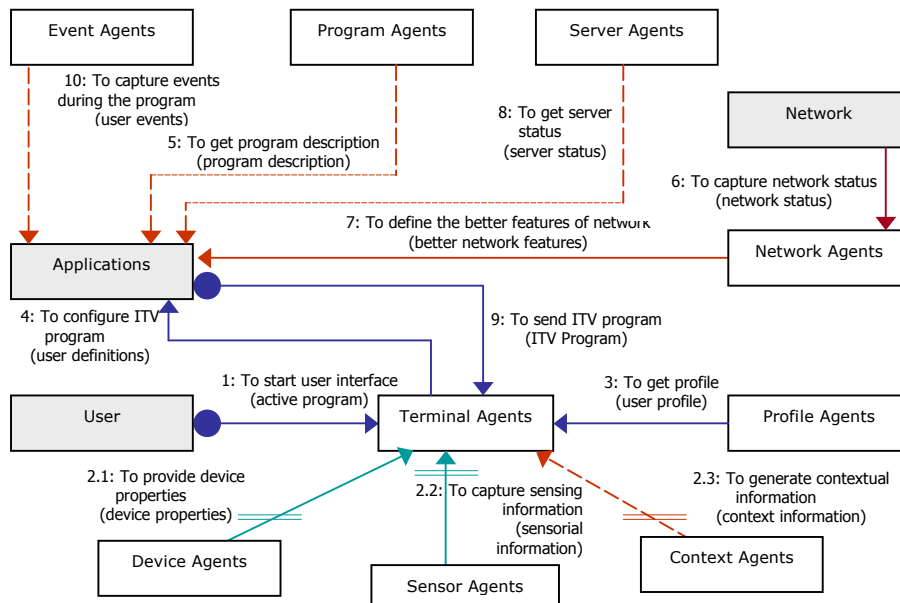 Event Agents
Program Agents
Server Agents
10: To capture events
during the program
(user events)
8: To get server
status
(server status)
Network
5: To get program description
(program description)
6: To capture network status
(network status)
7: To define the better features of network
(better network features)
Applications
Network Agents
4: To configure ITV
program
(user definitions)
9: To send ITV program
(ITV Program)
1: To start user interface
(active program)
3: To get profile
(user profile)
User
Terminal Agents
Profile Agents
2.1: To provide device
properties
(device properties)
2.2: To capture sensing
information
(sensorial
information)
2.3: To generate contextual
information
(context information)
Device Agents
Sensor Agents
Context Agents